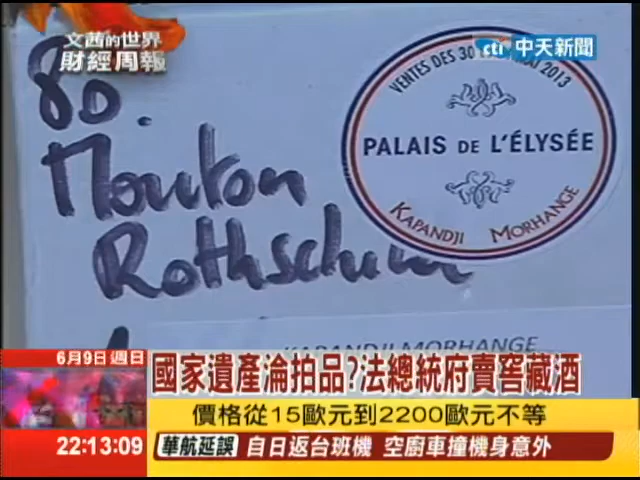 文茜的世界
財經周報
cti 中天新聞
80.
Mouton
Rothschild
VENTES DES 30 MAI 2013
PALAIS DE L'ÉLYSÉE
KAPANDJI MORHANGE
KAPANDJI MORHANGE
6月9日 週日
國家遺產淪拍品?法總統府賣窖藏酒
價格從15歐元到2200歐元不等
22:13:09
華航延誤 自日返台班機 空廚車撞機身意外